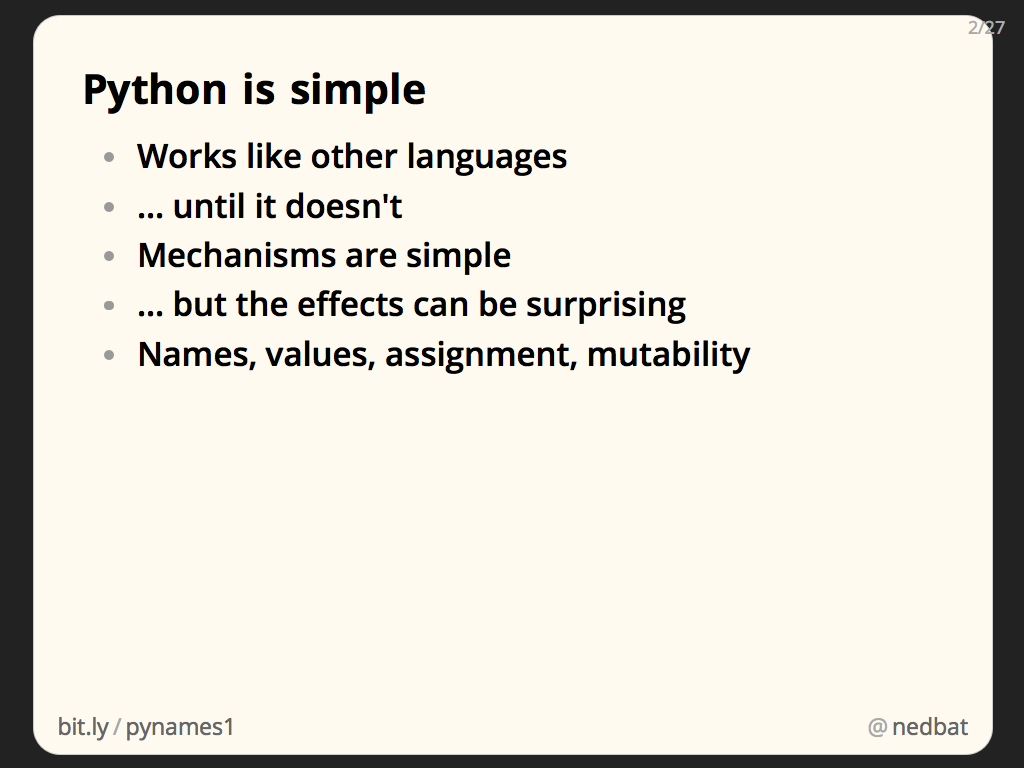 2/27
Python is simple
• Works like other languages
• ... until it doesn't
• Mechanisms are simple
• ... but the effects can be surprising
• Names, values, assignment, mutability
bit.ly/pynames1
@nedbat